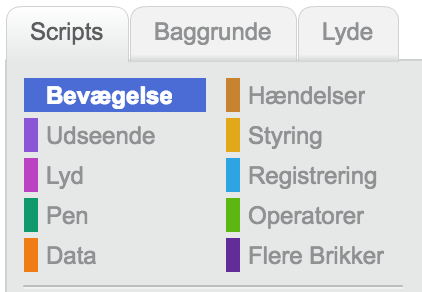 Scripts Baggrunde Lyde
Bevægelse Hændelser
Udseende Styring
Lyd Registrering
Pen Operatorer
Data Flere Brikker